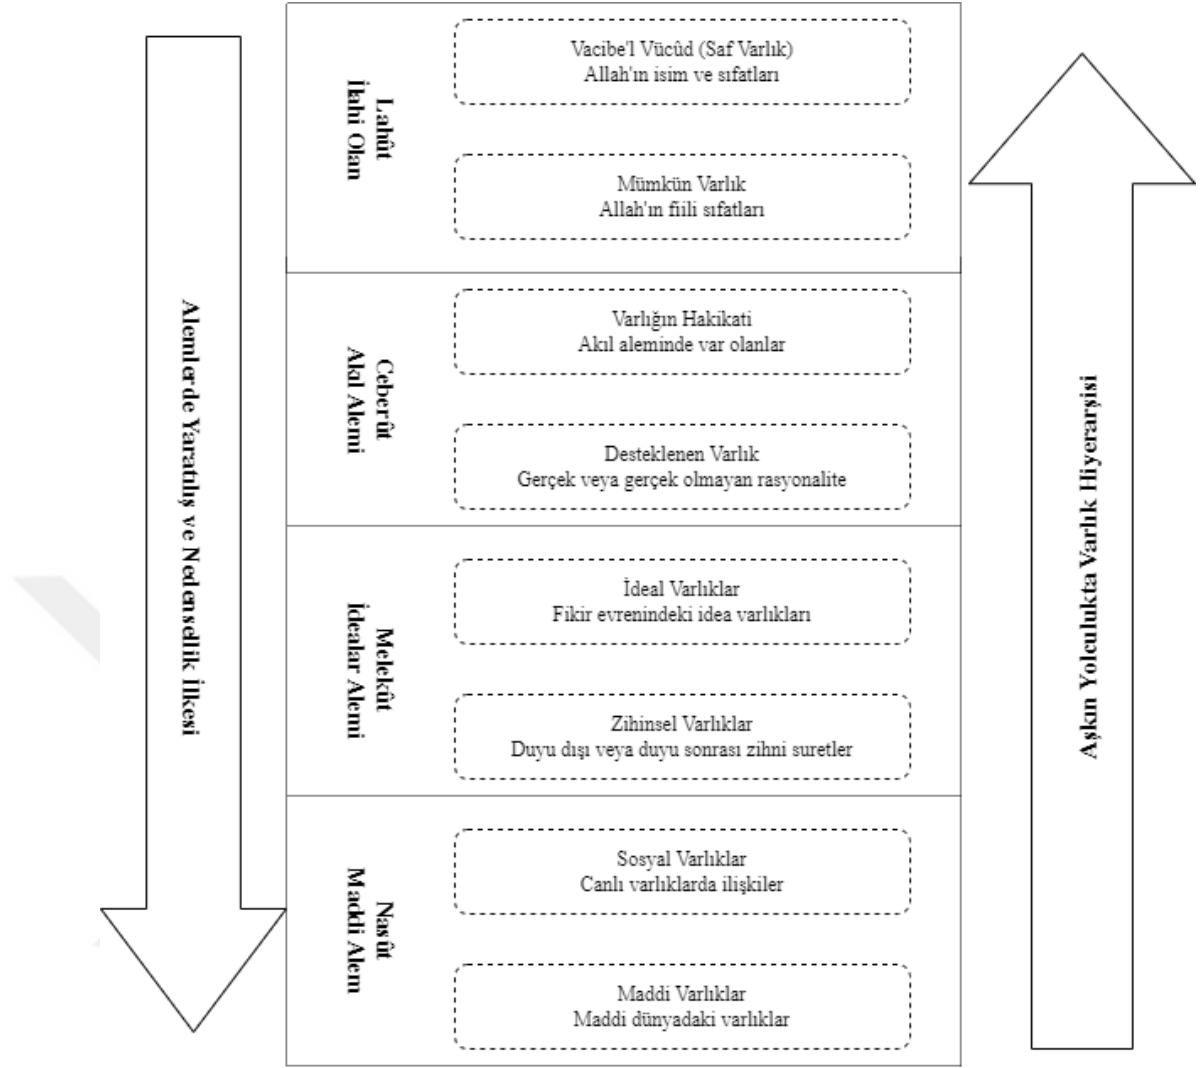 Alemlerde Yaratılış ve Nedensellik İlkesi
Lahût
İlahi Olan
Vacibe'l Vücûd (Saf Varlık)
Allah'ın isim ve sıfatları
Mümkün Varlık
Allah'ın fiili sıfatları
Ceberût
Akıl Alemi
Varlığın Hakikati
Akıl aleminde var olanlar
Desteklenen Varlık
Gerçek veya gerçek olmayan rasyonalite
Melekût
İdealar Alemi
İdeal Varlıklar
Fikir evrenindeki idea varlıkları
Zihinsel Varlıklar
Duyu dışı veya duyu sonrası zihni suretler
Nasût
Maddi Alem
Sosyal Varlıklar
Canlı varlıklarda ilişkiler
Maddi Varlıklar
Maddi dünyadaki varlıklar
Aşkın Yolculukta Varlık Hiyerarşisi